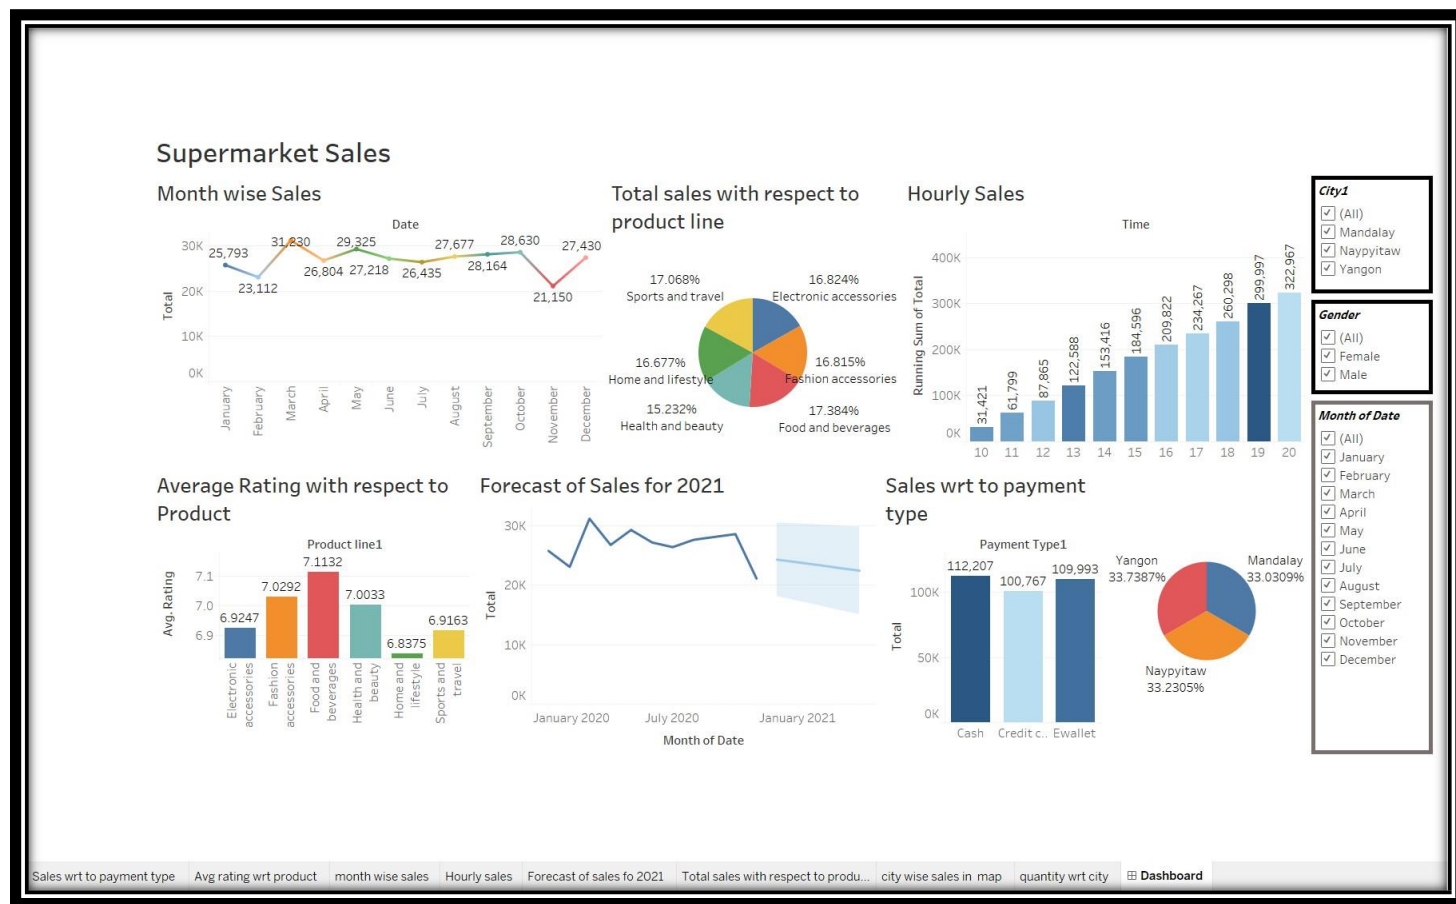 Supermarket Sales
Month wise Sales
Date
Total
30K
20K
10K
0K
25,793
23,112
31,230
26,804
29,325
27,218
26,435
27,677
28,164
28,630
21,150
27,430
January
February
March
April
May
June
July
August
September
October
November
December
Total sales with respect to
product line
17.068%
Sports and travel
16.824%
Electronic accessories
16.677%
Home and lifestyle
16.815%
Fashion accessories
15.232%
Health and beauty
17.384%
Food and beverages
Hourly Sales
Time
Running Sum of Total
400K
300K
200K
100K
0K
31,421
61,799
87,865
122,588
153,416
184,596
209,822
234,267
260,298
299,997
322,967
10
11
12
13
14
15
16
17
18
19
20
City1
(All)
Mandalay
Naypyitaw
Yangon
Gender
(All)
Female
Male
Month of Date
(All)
January
February
March
April
May
June
July
August
September
October
November
December
Average Rating with respect to
Product
Product line1
Avg. Rating
7.1
7.0
6.9
6.9247
7.0292
7.1132
7.0033
6.8375
6.9163
Electronic
accessories
Fashion
accessories
Food and
beverages
Health and
beauty
Home and
lifestyle
Sports and
travel
Forecast of Sales for 2021
Total
30K
20K
10K
0K
January 2020
July 2020
January 2021
Month of Date
Sales wrt to payment
type
Payment Type1
Total
100K
50K
0K
112,207
100,767
109,993
Cash
Credit c..
Ewallet
Yangon
33.7387%
Mandalay
33.0309%
Naypyitaw
33.2305%
Sales wrt to payment type
Avg rating wrt product
month wise sales
Hourly sales
Forecast of sales fo 2021
Total sales with respect to produ...
city wise sales in map
quantity wrt city
Dashboard